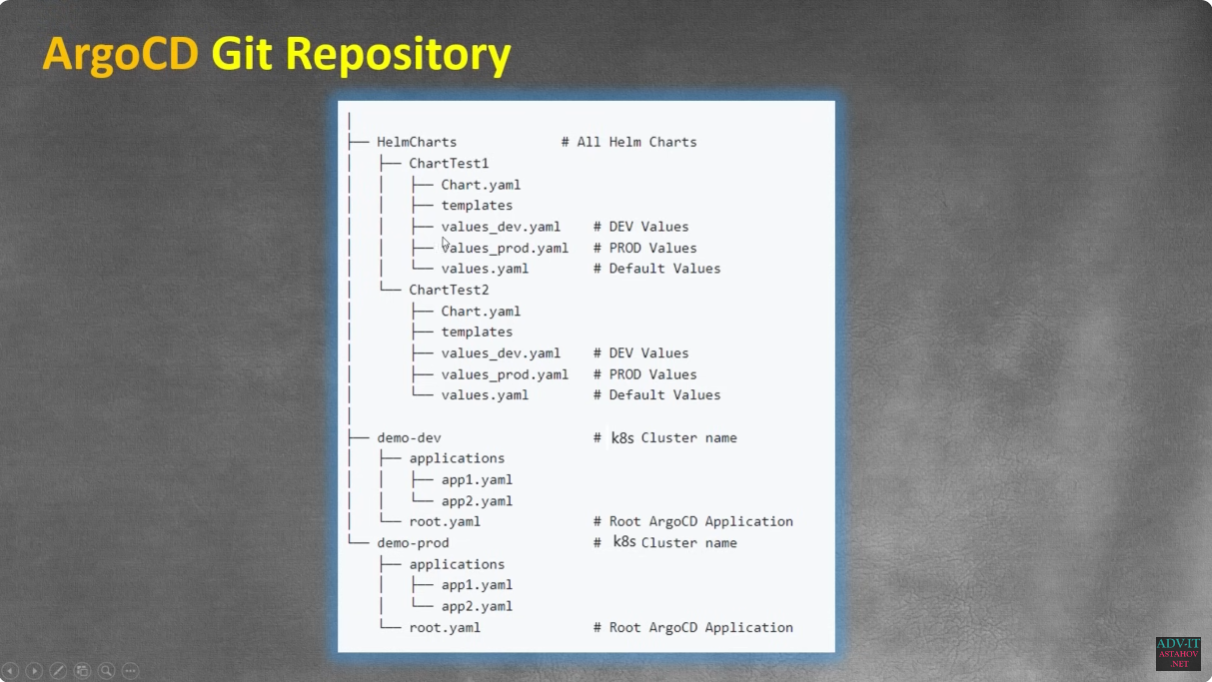 ArgoCD Git Repository
│
├── HelmCharts # All Helm Charts
│ ├── ChartTest1
│ │ ├── Chart.yaml
│ │ ├── templates
│ │ ├── values_dev.yaml # DEV Values
│ │ ├── values_prod.yaml # PROD Values
│ │ └── values.yaml # Default Values
│ └── ChartTest2
│ ├── Chart.yaml
│ ├── templates
│ ├── values_dev.yaml # DEV Values
│ ├── values_prod.yaml # PROD Values
│ └── values.yaml # Default Values
│
├── demo-dev # k8s Cluster name
│ ├── applications
│ │ ├── app1.yaml
│ │ └── app2.yaml
│ └── root.yaml # Root ArgoCD Application
└── demo-prod # k8s Cluster name
├── applications
│ ├── app1.yaml
│ └── app2.yaml
└── root.yaml # Root ArgoCD Application
ADV-IT
ASTAHOV
.NET